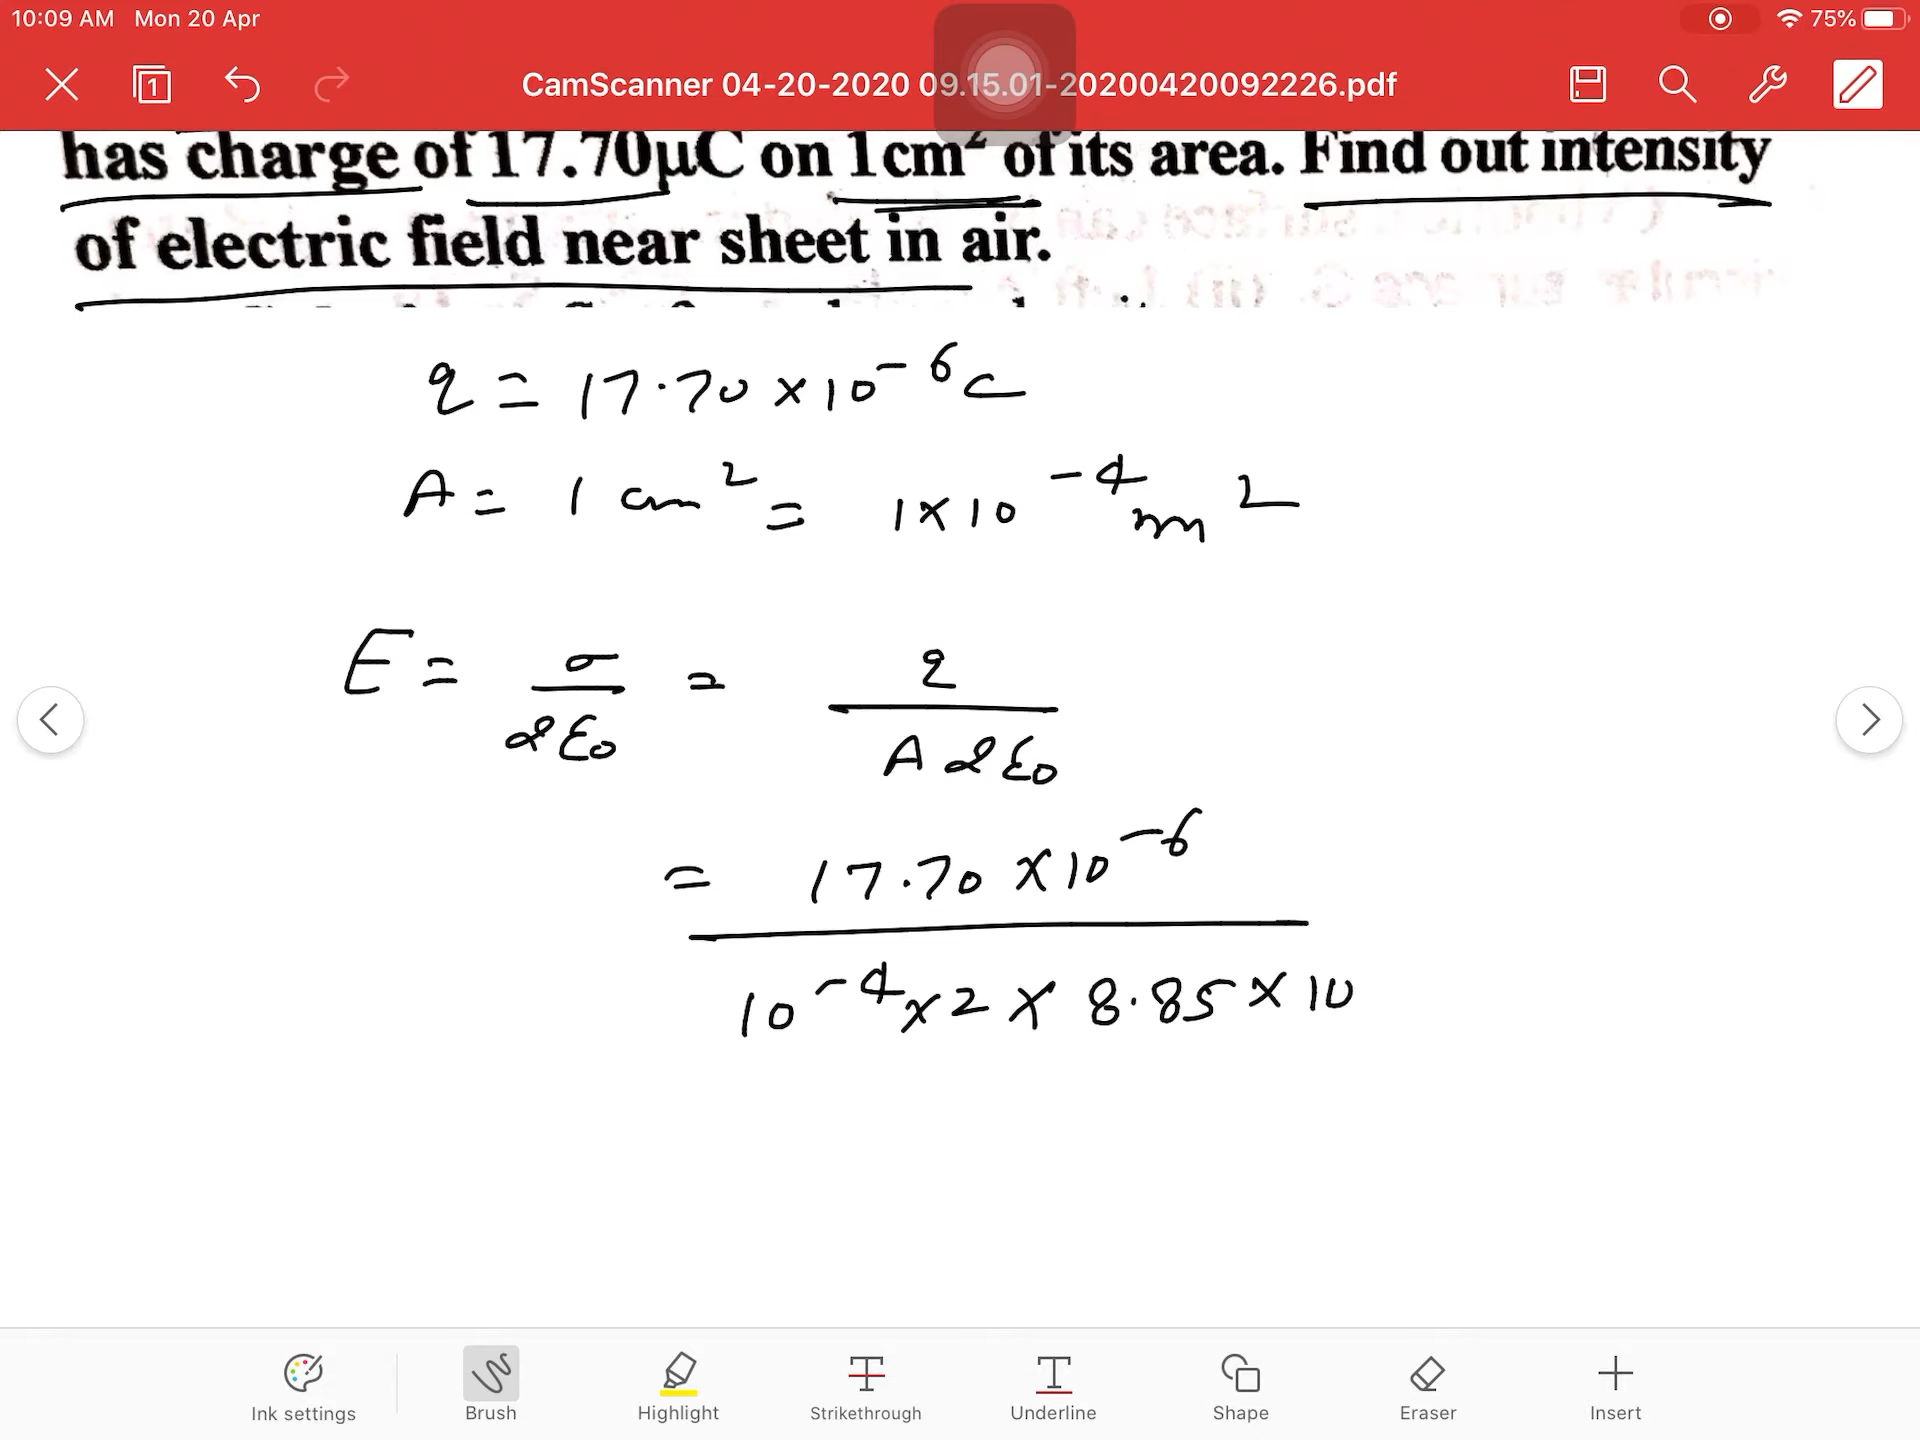 10:09 AM Mon 20 Apr
75%
1
CamScanner 04-20-2020 09.15.01-20200420092226.pdf
has charge of 17.70μC on 1cm² of its area. Find out intensity
of electric field near sheet in air.
q = 17.70 × 10⁻⁶ C
A = 1 cm² = 1 × 10⁻⁴ m²
E = σ/2ε₀ = q/A2ε₀
= 17.70 × 10⁻⁶
10⁻⁴ × 2 × 8.85 × 10
Ink settings Brush Highlight Strikethrough Underline Shape Eraser Insert